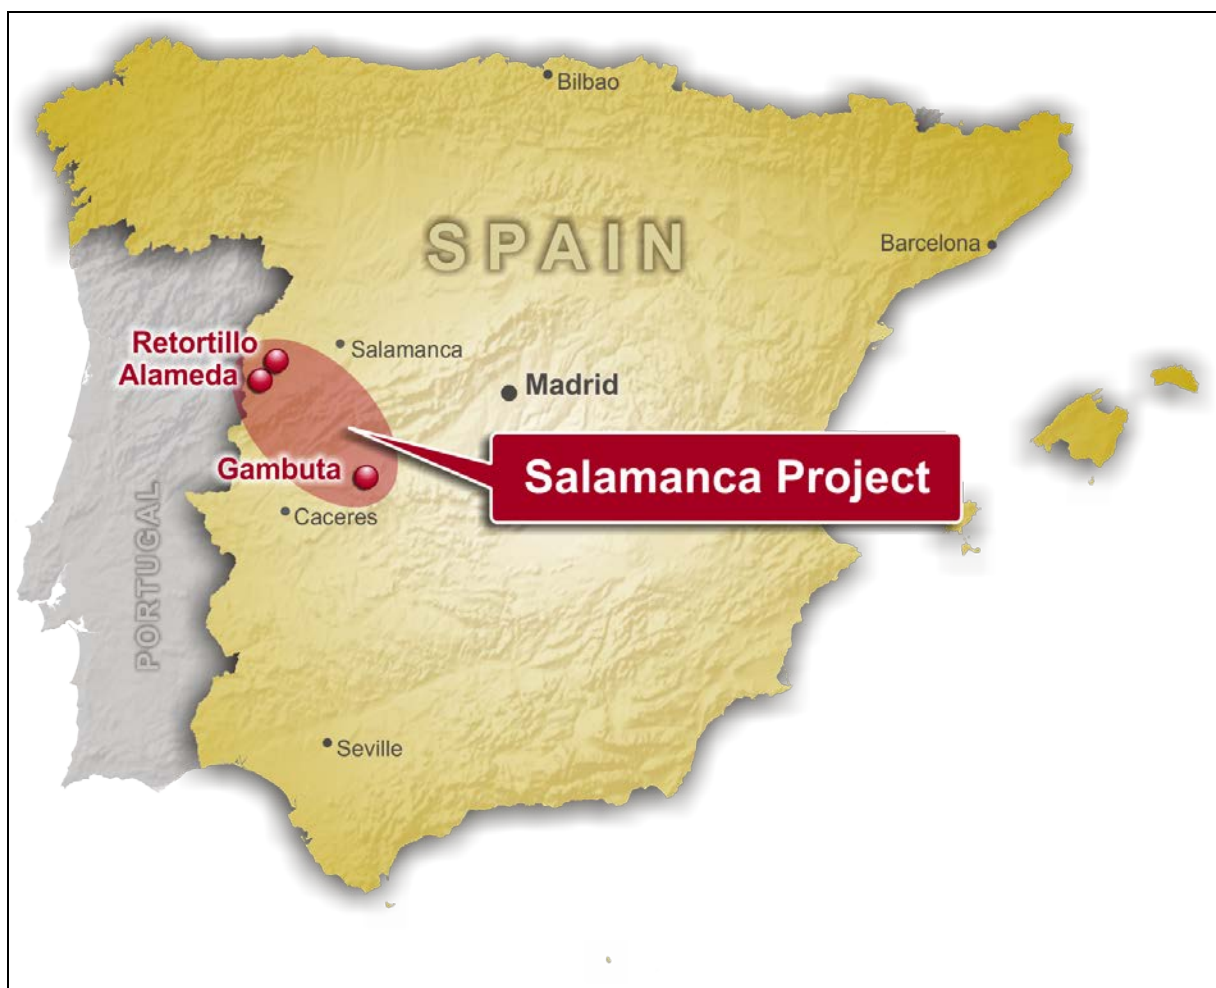 Bilbao
SPAIN
Barcelona
Retortillo
Salamanca
Alameda
Madrid
Gambuta
Salamanca Project
Caceres
PORTUGAL
Seville